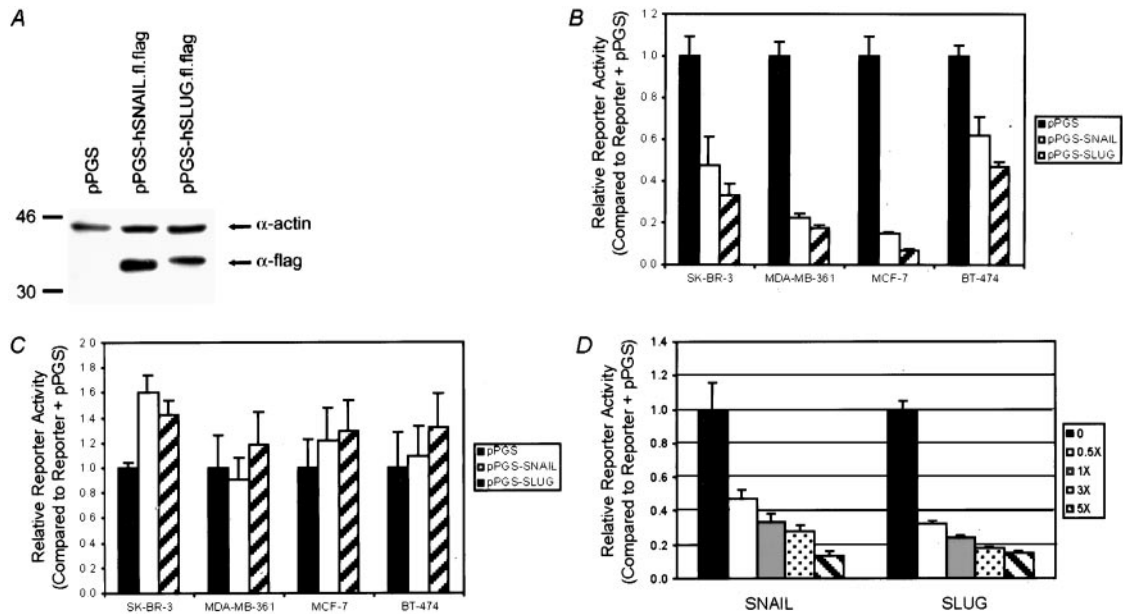 A
pPGS
pPGS-hSNAIL.fl.flag
pPGS-hSLUG.fl.flag
46
30
α-actin
α-flag
B
Relative Reporter Activity
(Compared to Reporter + pPGS)
1.2
1.0
0.8
0.6
0.4
0.2
0.0
SK-BR-3
MDA-MB-361
MCF-7
BT-474
pPGS
pPGS-SNAIL
pPGS-SLUG
C
Relative Reporter Activity
(Compared to Reporter + pPGS)
2.0
1.8
1.6
1.4
1.2
1.0
0.8
0.6
0.4
0.2
0.0
SK-BR-3
MDA-MB-361
MCF-7
BT-474
pPGS
pPGS-SNAIL
pPGS-SLUG
D
Relative Reporter Activity
(Compared to Reporter + pPGS)
1.4
1.2
1.0
0.8
0.6
0.4
0.2
0.0
SNAIL
SLUG
0
0.5X
1X
3X
5X